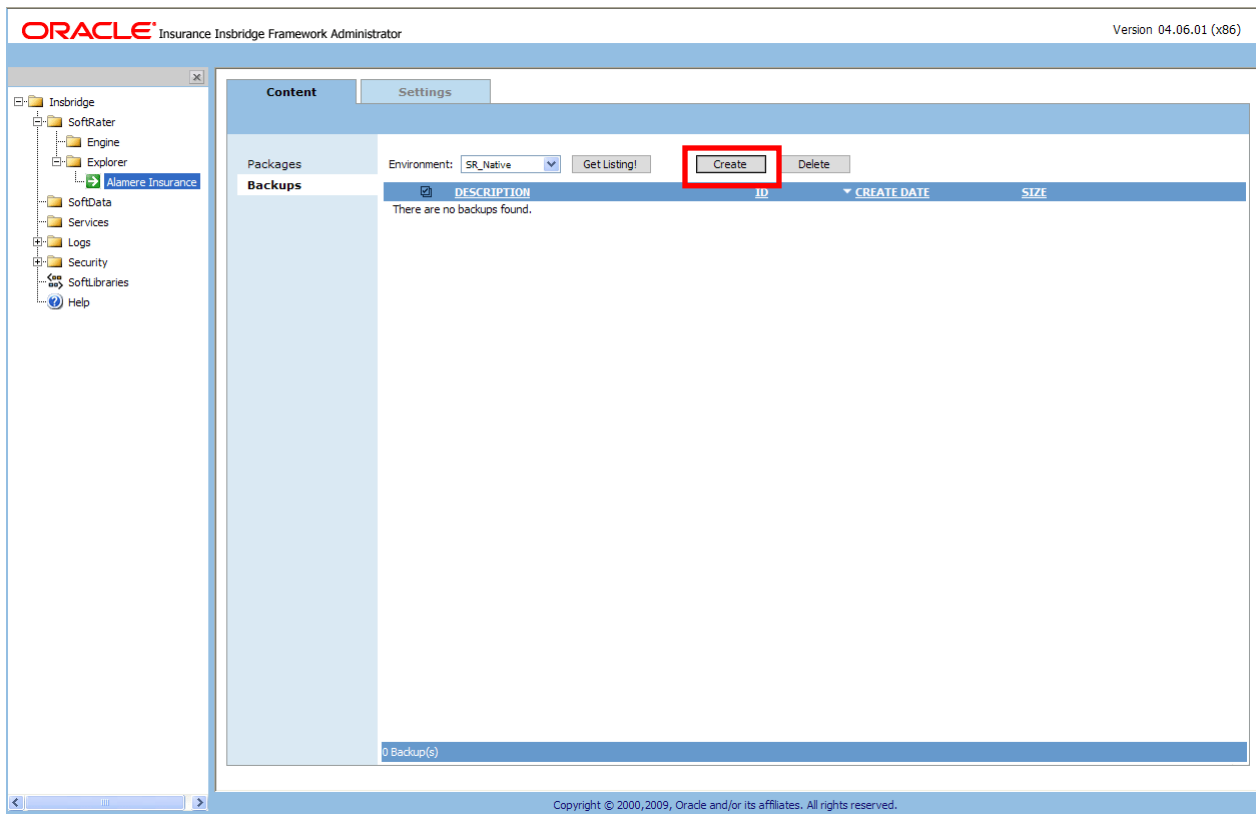 ORACLE Insurance Insbridge Framework Administrator
Version 04.06.01 (x86)
Insbridge
SoftRater
Engine
Explorer
Alamere Insurance
SoftData
Services
Logs
Security
SoftLibraries
Help
Content Settings
Packages
Backups
Environment: SR_Native Get Listing! Create Delete
DESCRIPTION ID CREATE DATE SIZE
There are no backups found.
0 Backup(s)
Copyright © 2000,2009, Oracle and/or its affiliates. All rights reserved.